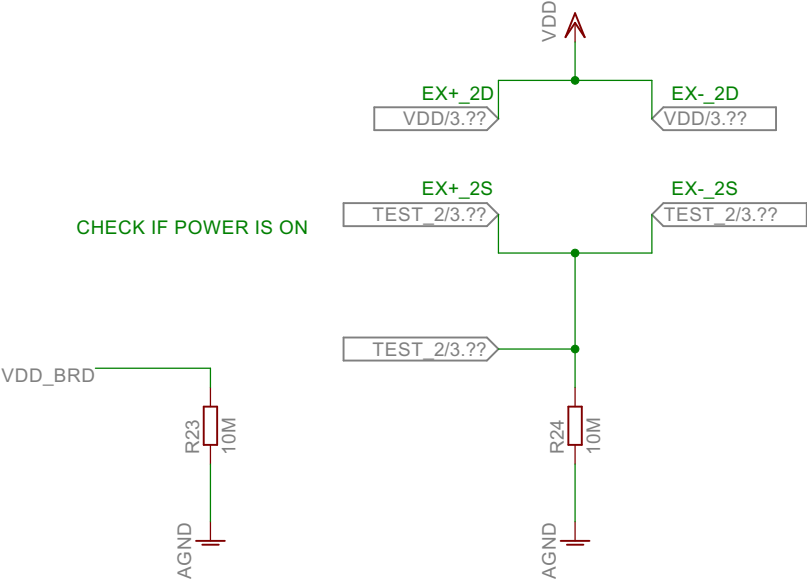 VDD
EX+_2D
EX-_2D
VDD/3.??
VDD/3.??
EX+_2S
EX-_2S
TEST_2/3.??
TEST_2/3.??
CHECK IF POWER IS ON
TEST_2/3.??
VDD_BRD
R23
10M
R24
10M
AGND
AGND